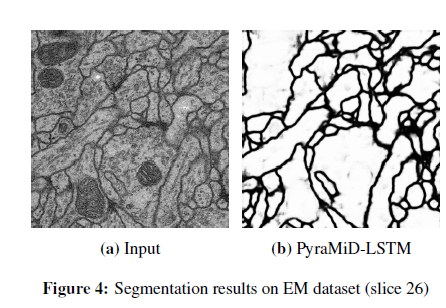 (a) Input
(b) PyraMiD-LSTM
Figure 4: Segmentation results on EM dataset (slice 26)